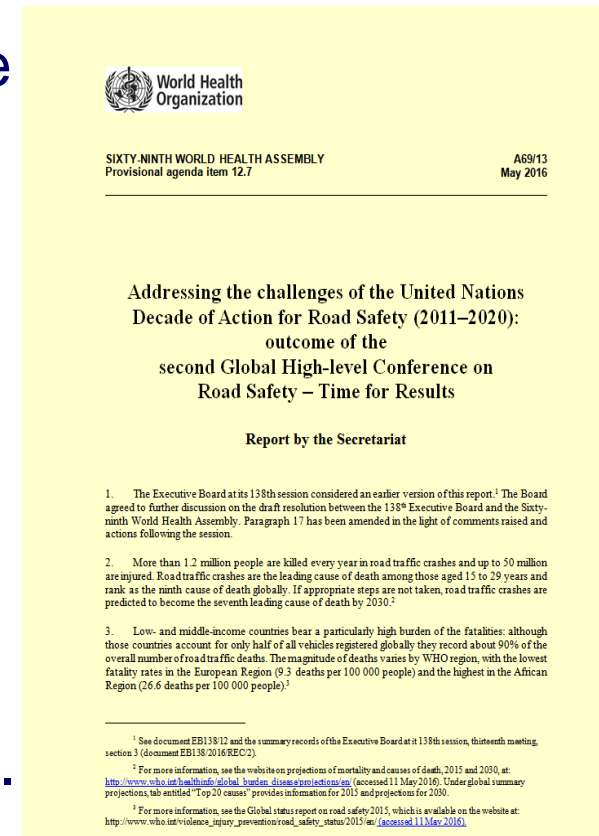 e
World Health
Organization
SIXTY-NINTH WORLD HEALTH ASSEMBLY A69/13
Provisional agenda item 12.7 May 2016
Addressing the challenges of the United Nations
Decade of Action for Road Safety (2011–2020):
outcome of the
second Global High-level Conference on
Road Safety – Time for Results
Report by the Secretariat
1. The Executive Board at its 138th session considered an earlier version of this report.1 The Board
agreed to further discussion on the draft resolution between the 138th Executive Board and the Sixty-
ninth World Health Assembly. Paragraph 17 has been amended in the light of comments raised and
actions following the session.
2. More than 1.2 million people are killed every year in road traffic crashes and up to 50 million
are injured. Road traffic crashes are the leading cause of death among those aged 15 to 29 years and
rank as the ninth cause of death globally. If appropriate steps are not taken, road traffic crashes are
predicted to become the seventh leading cause of death by 2030.2
3. Low- and middle-income countries bear a particularly high burden of the fatalities: although
those countries account for only half of all vehicles registered globally they record about 90% of the
overall number of road traffic deaths. The magnitude of deaths varies by WHO region, with the lowest
fatality rates in the European Region (9.3 deaths per 100 000 people) and the highest in the African
Region (26.6 deaths per 100 000 people).3
.
1 See document EB138/12 and the summary records of the Executive Board at it 138th session, thirteenth meeting,
section 3 (document EB138/2016/REC/2).
2 For more information, see the website on projections of mortality and causes of death, 2015 and 2030, at:
http://www.who.int/healthinfo/global_burden_disease/projections/en/ (accessed 11 May 2016). Under global summary
projections, tab entitled “Top 20 causes” provides information for 2015 and projections for 2030.
3 For more information, see the Global status report on road safety 2015, which is available on the website at:
http://www.who.int/violence_injury_prevention/road_safety_status/2015/en/ (accessed 11 May 2016).